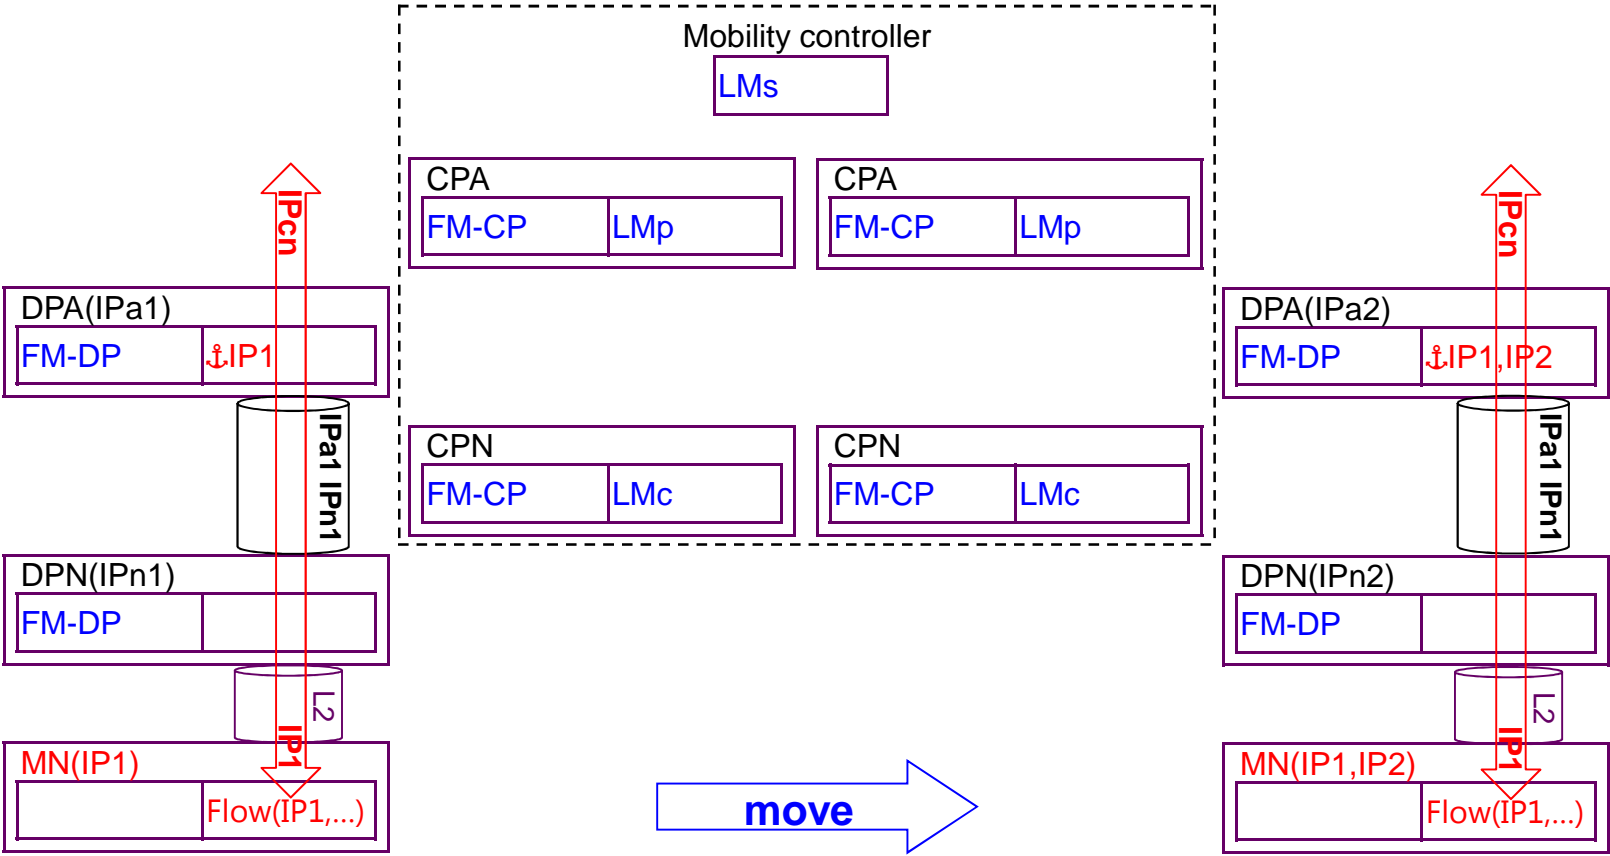 Mobility controller
LMs
CPA
FM-CP LMp
CPA
FM-CP LMp
CPN
FM-CP LMc
CPN
FM-CP LMc
IPcn
DPA(IPa1)
FM-DP ⚓IP1
IPa1 IPn1
DPN(IPn1)
FM-DP
L2
IP1
MN(IP1)
Flow(IP1,...)
move
IPcn
DPA(IPa2)
FM-DP ⚓IP1,IP2
IPa1 IPn1
DPN(IPn2)
FM-DP
L2
IP1
MN(IP1,IP2)
Flow(IP1,...)